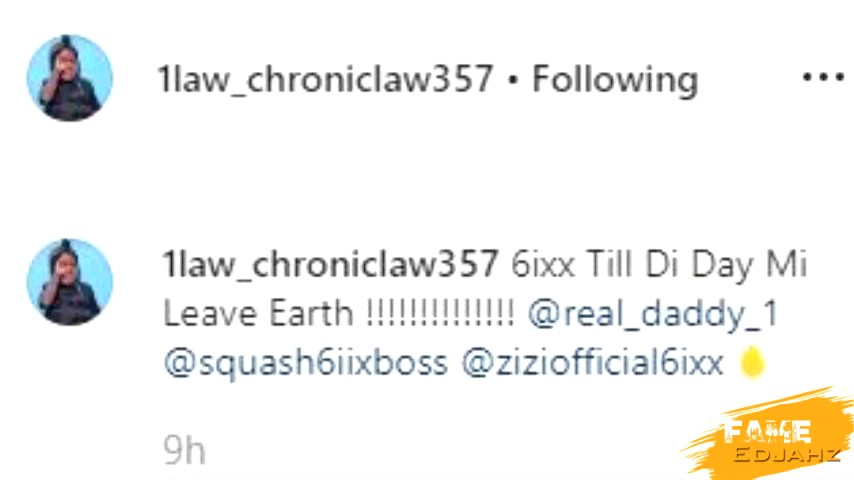 1law_chroniclaw357 • Following
1law_chroniclaw357 6ixx Till Di Day Mi
Leave Earth !!!!!!!!!!!!!! @real_daddy_1
@squash6iixboss @ziziofficial6ixx
9h
FAME
EDJAHZ